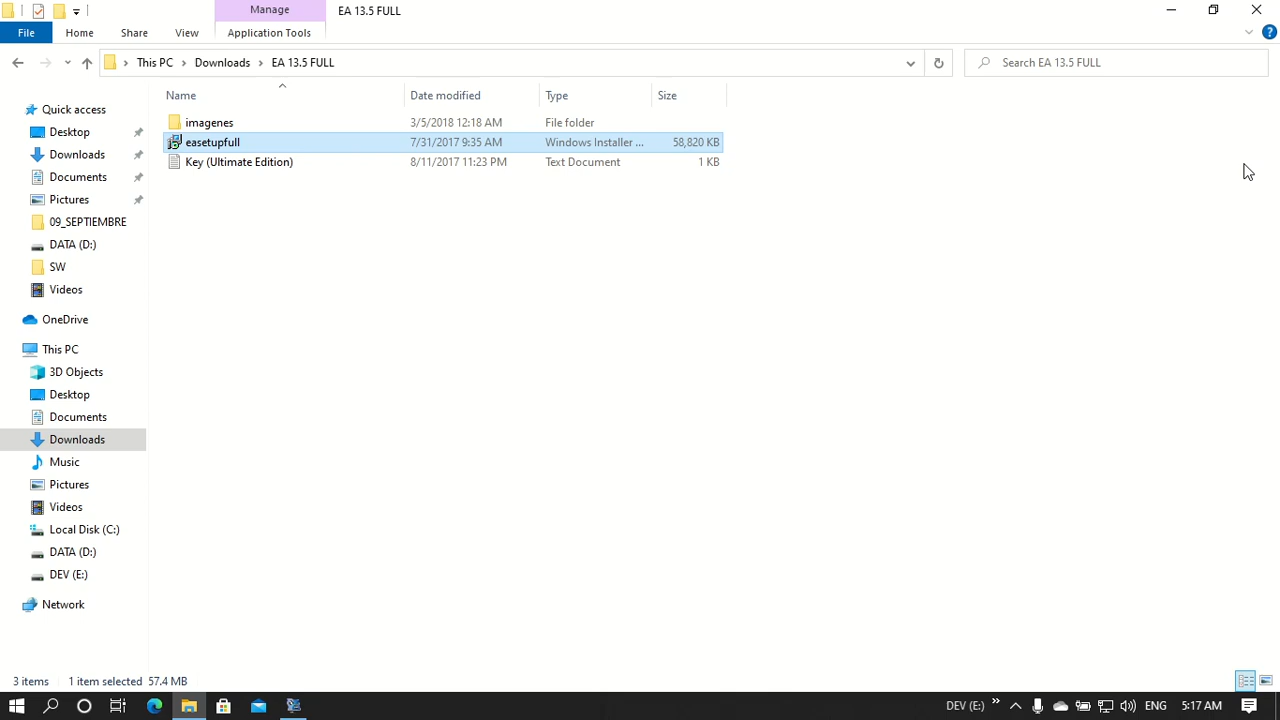 Manage
EA 13.5 FULL
File
Home
Share
View
Application Tools
This PC
Downloads
EA 13.5 FULL
Search EA 13.5 FULL
Name
Date modified
Type
Size
imagenes
3/5/2018 12:18 AM
File folder
easetupfull
7/31/2017 9:35 AM
Windows Installer ...
58,820 KB
Key (Ultimate Edition)
8/11/2017 11:23 PM
Text Document
1 KB
Quick access
Desktop
Downloads
Documents
Pictures
09_SEPTIEMBRE
DATA (D:)
SW
Videos
OneDrive
This PC
3D Objects
Desktop
Documents
Downloads
Music
Pictures
Videos
Local Disk (C:)
DATA (D:)
DEV (E:)
Network
3 items
1 item selected 57.4 MB
DEV (E:)
ENG
5:17 AM